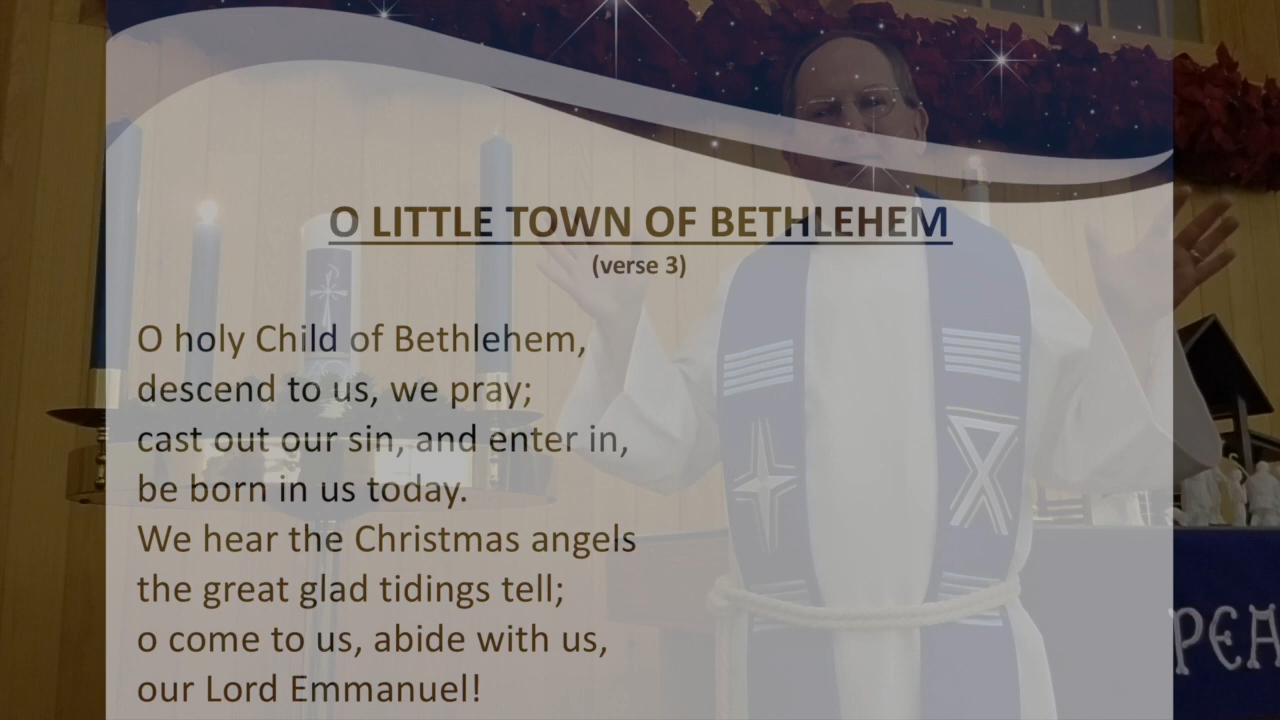 O LITTLE TOWN OF BETHLEHEM
(verse 3)
O holy Child of Bethlehem,
descend to us, we pray;
cast out our sin, and enter in,
be born in us today.
We hear the Christmas angels
the great glad tidings tell;
o come to us, abide with us,
our Lord Emmanuel!
PEA